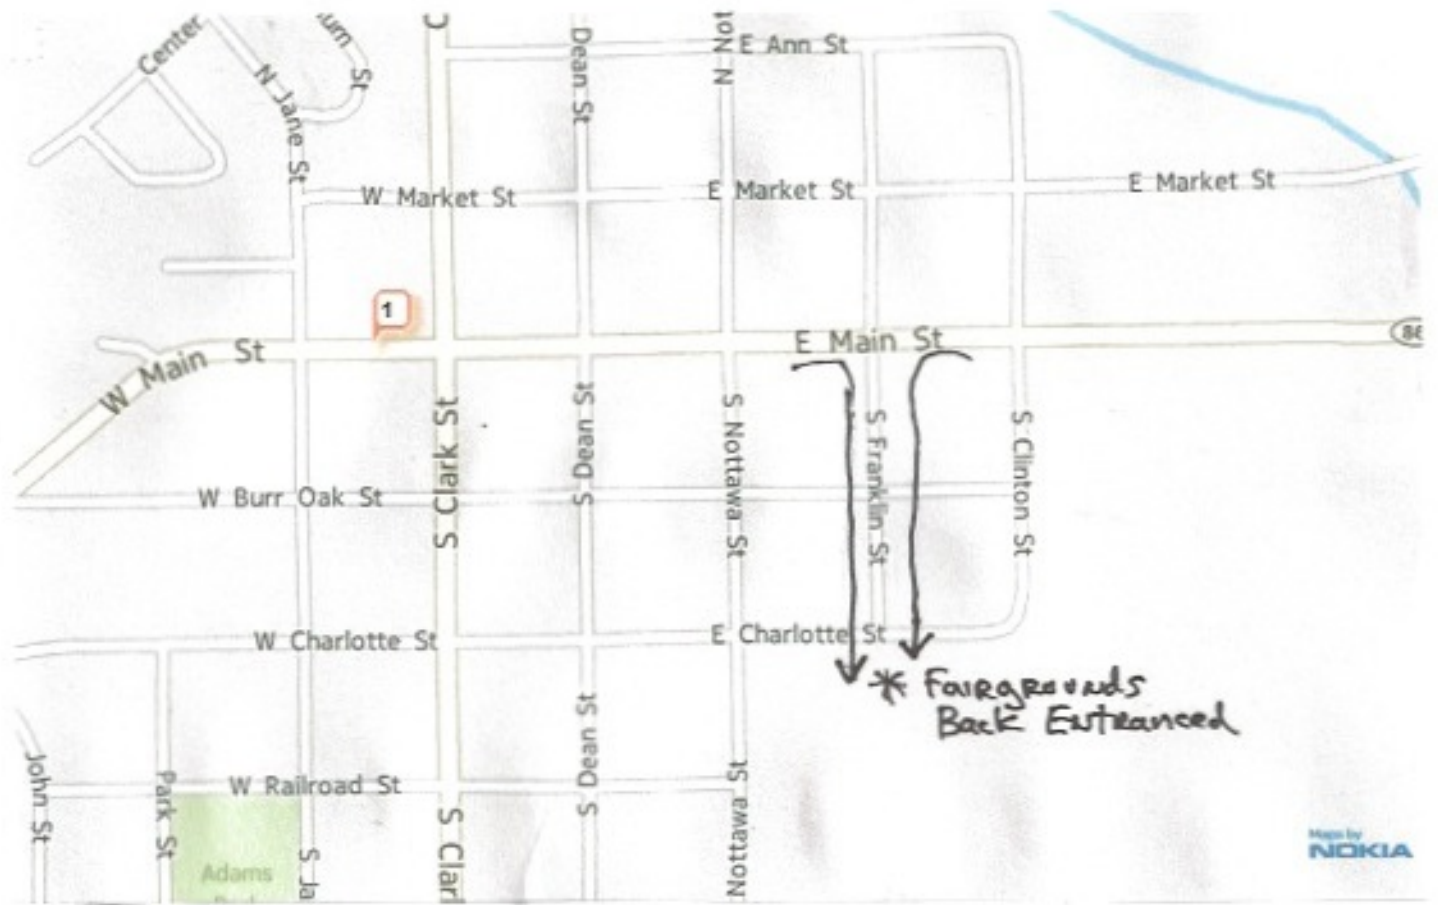 Center
N Jane St
um St
C
Dean St
N Not
E Ann St
W Market St
E Market St
E Market St
1
W Main St
E Main St
86
S Clark St
S Dean St
S Nottawa St
S Franklin St
S Clinton St
W Burr Oak St
W Charlotte St
E Charlotte St
* Fairgrounds
Back Entranced
John St
Park St
W Railroad St
S Dean St
Nottawa St
Adams
S Ja
S Clar
Maps by
NOKIA